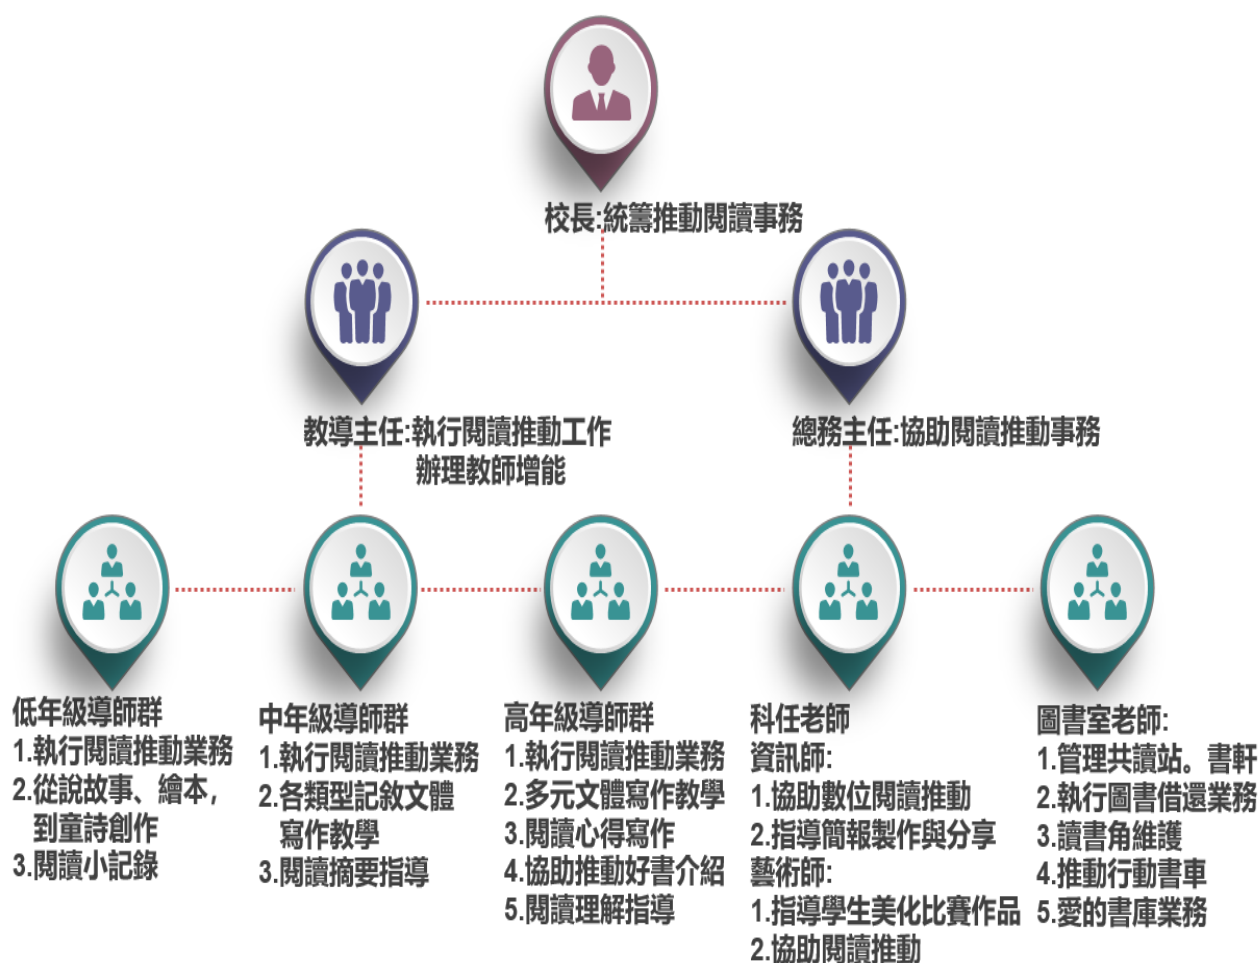 校長:統籌推動閱讀事務
教導主任:執行閱讀推動工作
辦理教師增能
總務主任:協助閱讀推動事務
低年級導師群
1.執行閱讀推動業務
2.從說故事、繪本,
到童詩創作
3.閱讀小記錄
中年級導師群
1.執行閱讀推動業務
2.各類型記敘文體
寫作教學
3.閱讀摘要指導
高年級導師群
1.執行閱讀推動業務
2.多元文體寫作教學
3.閱讀心得寫作
4.協助推動好書介紹
5.閱讀理解指導
科任老師
資訊師:
1.協助數位閱讀推動
2.指導簡報製作與分享
藝術師:
1.指導學生美化比賽作品
2.協助閱讀推動
圖書室老師:
1.管理共讀站。書軒
2.執行圖書借還業務
3.讀書角維護
4.推動行動書車
5.愛的書庫業務